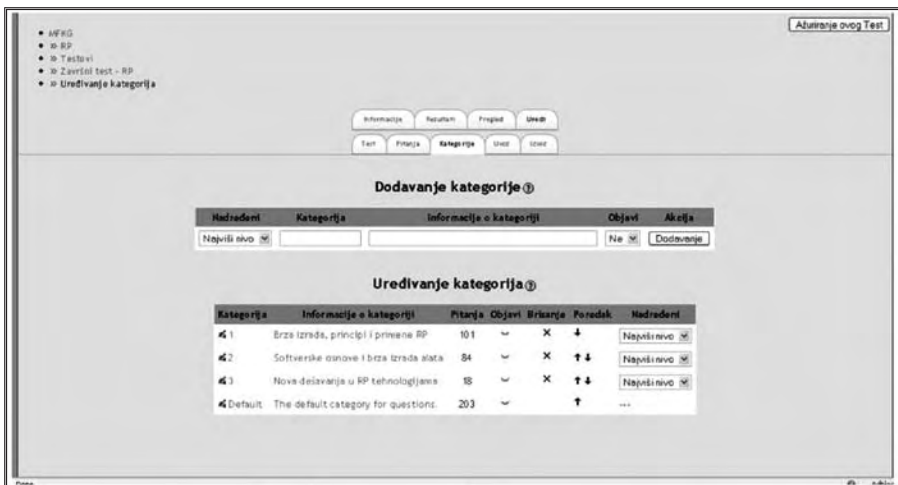 Ažuriranje ovog Test
MFKG
» RP
» Testovi
» Završni test - RP
» Uređivanje kategorija
Informacije Rezultati Pregled Uredi
Test Pitanja Kategorije Uvoz Izvoz
Dodavanje kategorije
Nadređeni Kategorija Informacije o kategoriji Objavi Akcija
Najviši nivo Ne Dodavanje
Uređivanje kategorija
Kategorija Informacije o kategoriji Pitanja Objavi Brisanje Poredak Nadređeni
1 Brza izrada, principi i primene RP 101 Najviši nivo
2 Softverske osnove i brza izrada alata 84 Najviši nivo
3 Nova dešavanja u RP tehnologijama 18 Najviši nivo
Default The default category for questions. 203 ...